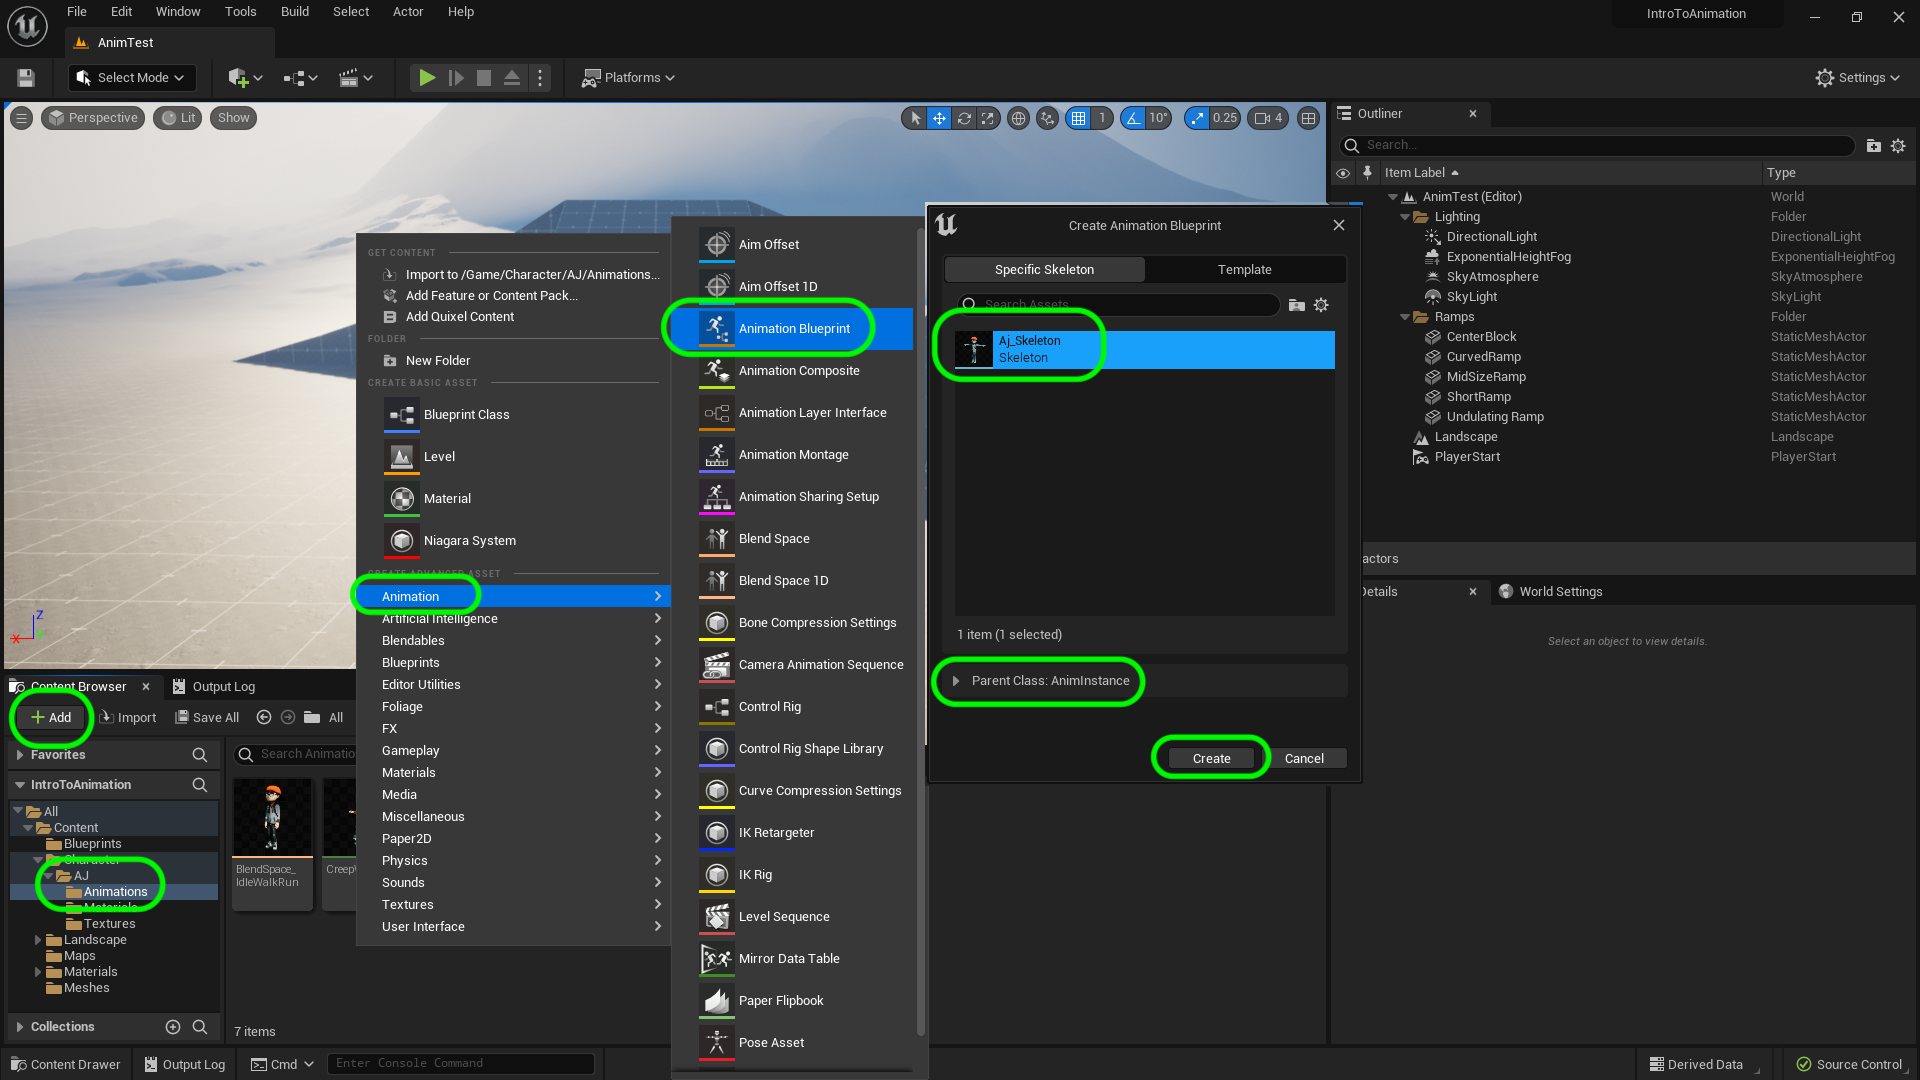 File Edit Window Tools Build Select Actor Help
IntroToAnimation
AnimTest
Select Mode
Platforms
Settings
Perspective
Lit
Show
1
10°
0.25
4
Outliner
Search...
Item Label
Type
AnimTest (Editor) World
Lighting Folder
DirectionalLight DirectionalLight
ExponentialHeightFog ExponentialHeightFog
SkyAtmosphere SkyAtmosphere
SkyLight SkyLight
Ramps Folder
CenterBlock StaticMeshActor
CurvedRamp StaticMeshActor
MidSizeRamp StaticMeshActor
ShortRamp StaticMeshActor
Undulating Ramp StaticMeshActor
Landscape Landscape
PlayerStart PlayerStart
actors
Details
World Settings
Select an object to view details.
GET CONTENT
Import to /Game/Character/AJ/Animations...
Add Feature or Content Pack...
Add Quixel Content
FOLDER
New Folder
CREATE BASIC ASSET
Blueprint Class
Level
Material
Niagara System
CREATE ADVANCED ASSET
Animation
Artificial Intelligence
Blendables
Blueprints
Editor Utilities
Foliage
FX
Gameplay
Materials
Media
Miscellaneous
Paper2D
Physics
Sounds
Textures
User Interface
Aim Offset
Aim Offset 1D
Animation Blueprint
Animation Composite
Animation Layer Interface
Animation Montage
Animation Sharing Setup
Blend Space
Blend Space 1D
Bone Compression Settings
Camera Animation Sequence
Control Rig
Control Rig Shape Library
Curve Compression Settings
IK Retargeter
IK Rig
Level Sequence
Mirror Data Table
Paper Flipbook
Pose Asset
Create Animation Blueprint
Specific Skeleton
Template
Search Assets
Aj_Skeleton
Skeleton
1 item (1 selected)
Parent Class: AnimInstance
Create
Cancel
Z
X
Y
Content Browser
Output Log
Add
Import
Save All
All
Favorites
Search Animatio
IntroToAnimation
All
Content
Blueprints
Character
AJ
Animations
Materials
Textures
Landscape
Maps
Materials
Meshes
Collections
BlendSpace_
IdleWalkRun
Creep
7 items
Content Drawer
Output Log
Cmd
Enter Console Command
Derived Data
Source Control